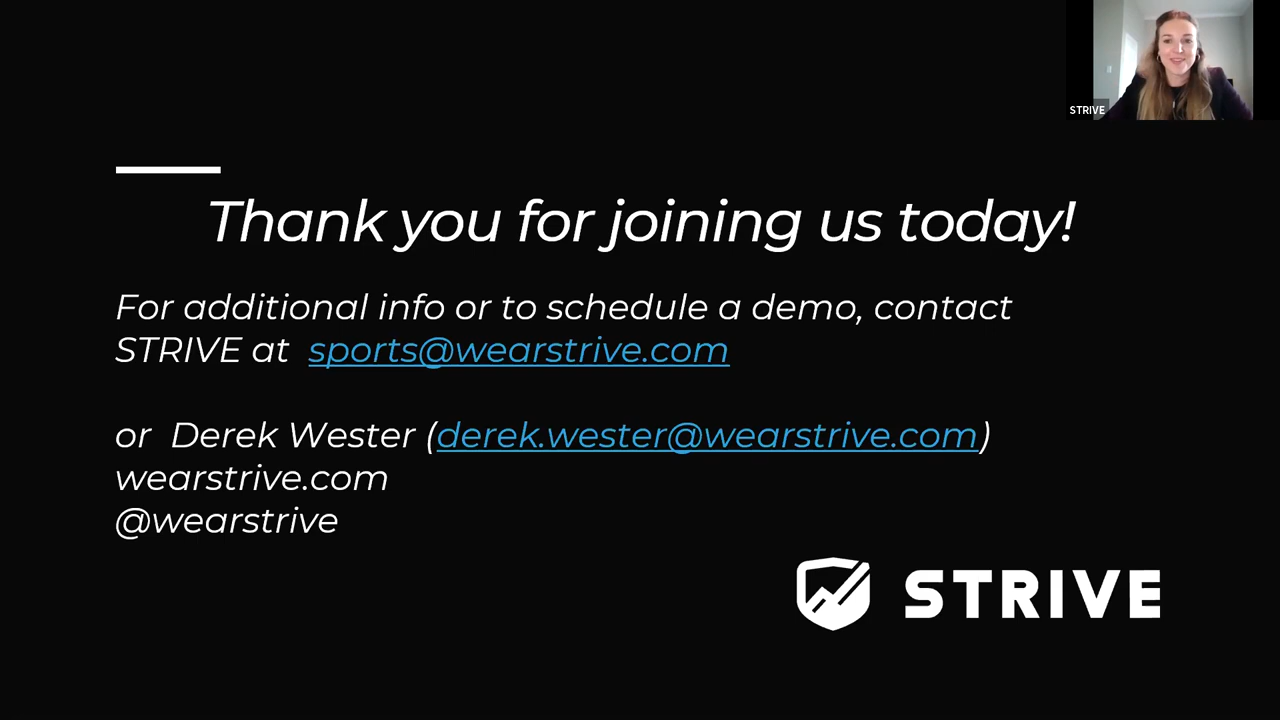 STRIVE
Thank you for joining us today!
For additional info or to schedule a demo, contact
STRIVE at sports@wearstrive.com
or Derek Wester (derek.wester@wearstrive.com)
wearstrive.com
@wearstrive
STRIVE